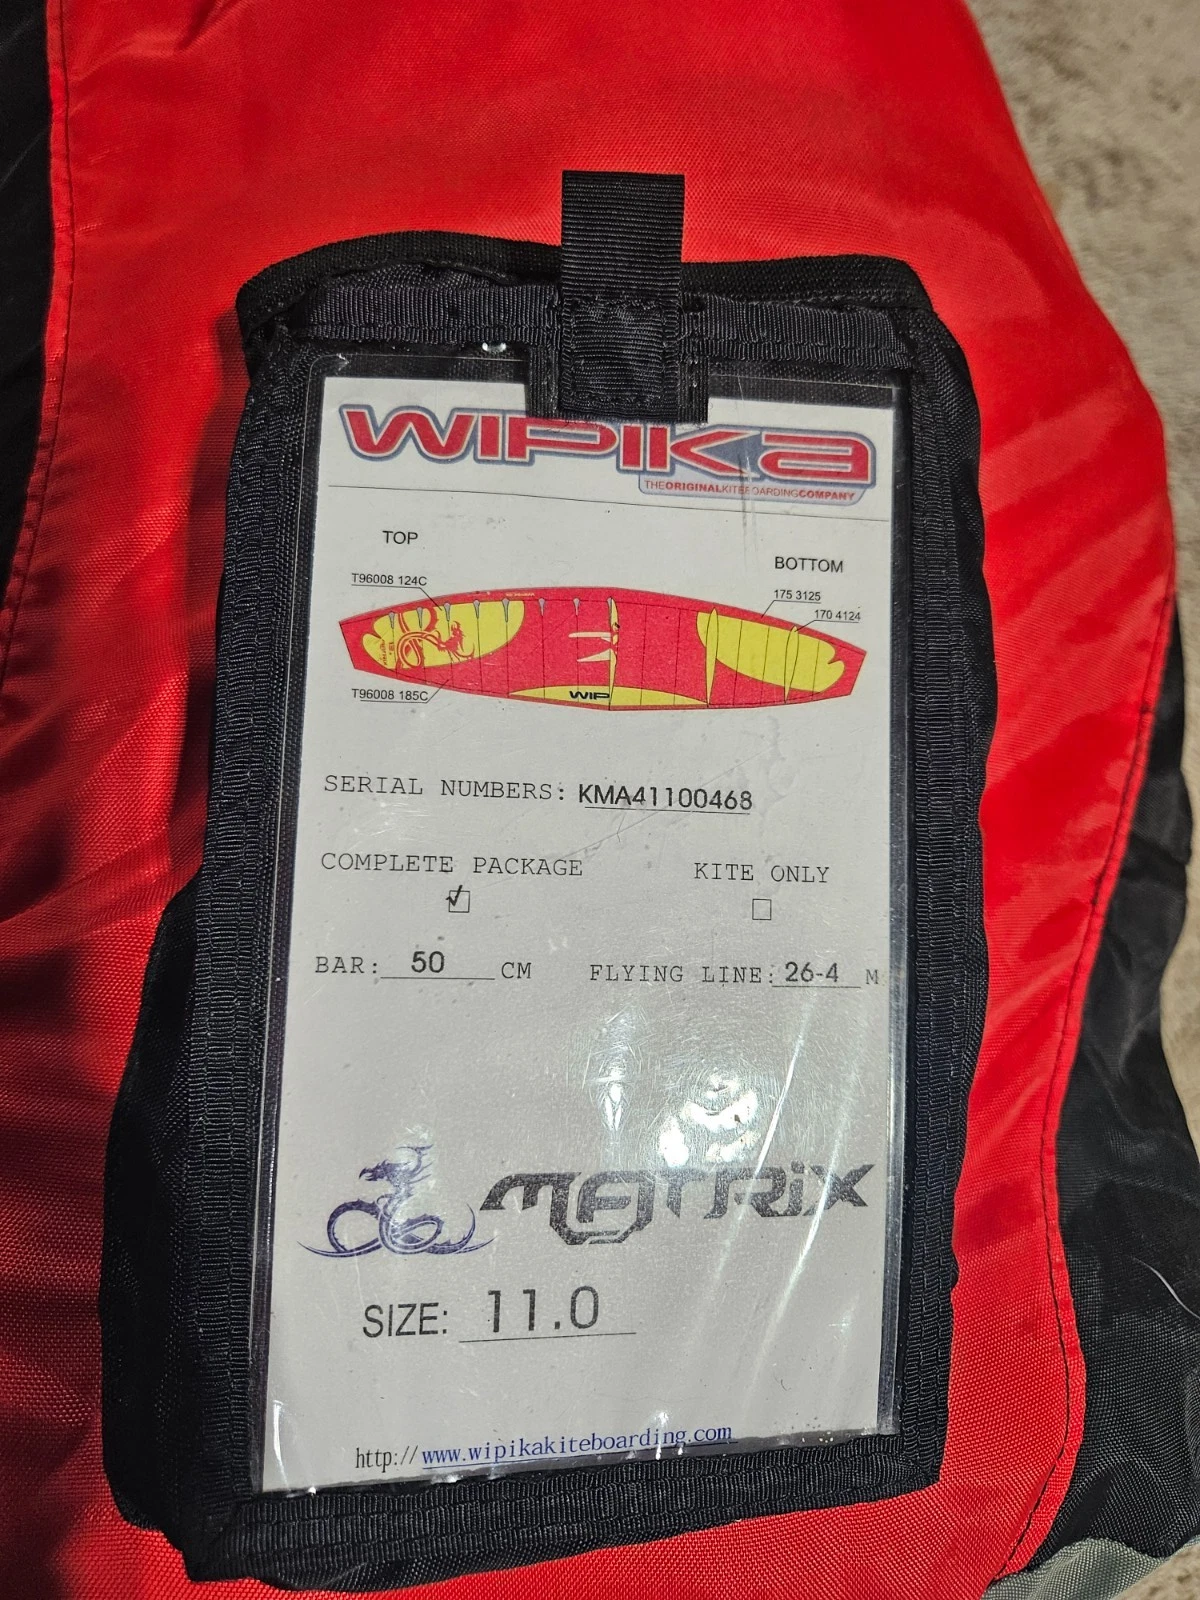 WIPIKA
THEORIGINALKITEBOARDINGCOMPANY
TOP
BOTTOM
T96008 124C
175 3125
170 4124
T96008 185C
WIP
SERIAL NUMBERS: KMA41100468
COMPLETE PACKAGE KITE ONLY
BAR: 50 CM FLYING LINE: 26-4 M
MATRIX
SIZE: 11.0
http://www.wipikakiteboarding.com